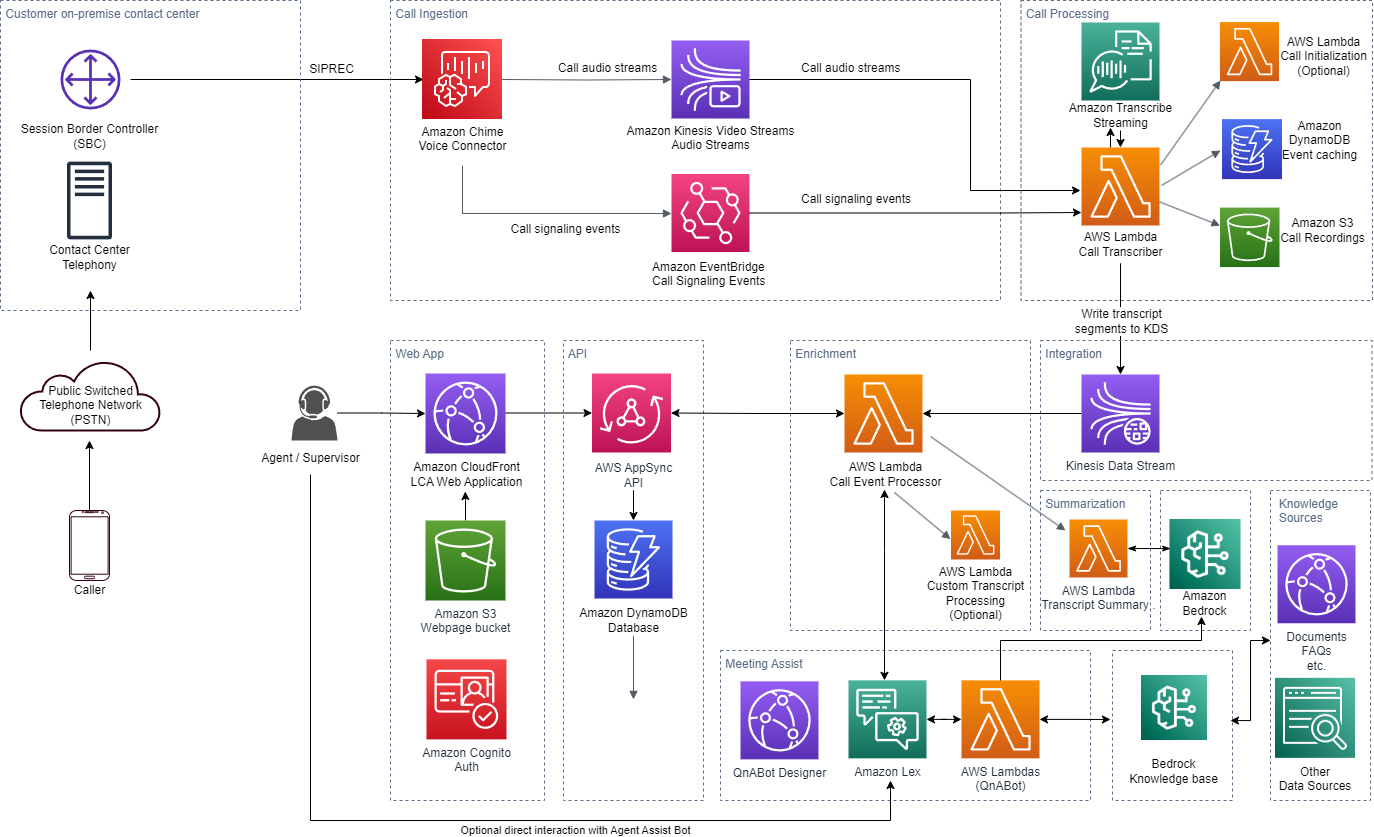 Customer on-premise contact center
Session Border Controller
(SBC)
Contact Center
Telephony
SIPREC
Call Ingestion
Amazon Chime
Voice Connector
Call audio streams
Amazon Kinesis Video Streams
Audio Streams
Call audio streams
Call signaling events
Amazon EventBridge
Call Signaling Events
Call signaling events
Call Processing
Amazon Transcribe
Streaming
AWS Lambda
Call Transcriber
AWS Lambda
Call Initialization
(Optional)
Amazon
DynamoDB
Event caching
Amazon S3
Call Recordings
Write transcript
segments to KDS
Public Switched
Telephone Network
(PSTN)
Caller
Agent / Supervisor
Web App
Amazon CloudFront
LCA Web Application
Amazon S3
Webpage bucket
Amazon Cognito
Auth
API
AWS AppSync
API
Amazon DynamoDB
Database
Enrichment
AWS Lambda
Call Event Processor
AWS Lambda
Custom Transcript
Processing
(Optional)
Integration
Kinesis Data Stream
Summarization
AWS Lambda
Transcript Summary
Amazon
Bedrock
Knowledge
Sources
Documents
FAQs
etc.
Other
Data Sources
Meeting Assist
QnABot Designer
Amazon Lex
AWS Lambdas
(QnABot)
Bedrock
Knowledge base
Optional direct interaction with Agent Assist Bot